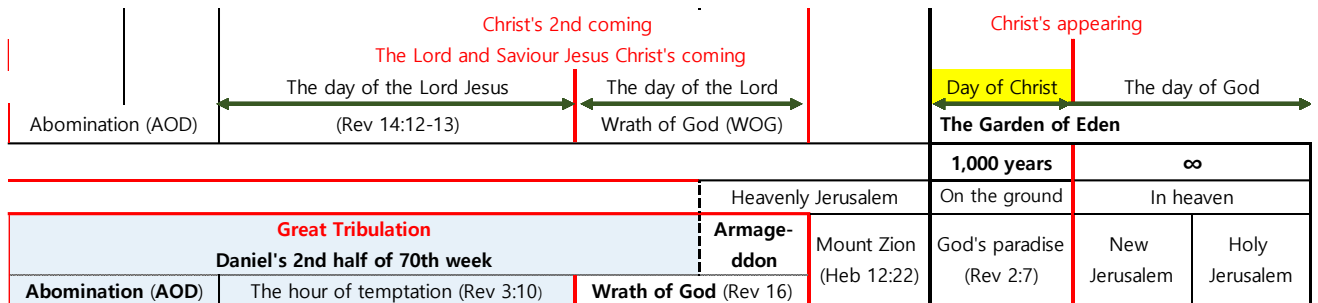 Christ's 2nd coming
Christ's appearing
The Lord and Saviour Jesus Christ's coming
The day of the Lord Jesus
The day of the Lord
Day of Christ
The day of God
Abomination (AOD)
(Rev 14:12-13)
Wrath of God (WOG)
The Garden of Eden
1,000 years
∞
Heavenly Jerusalem
On the ground
In heaven
Great Tribulation
Daniel's 2nd half of 70th week
Armage-
ddon
Mount Zion
(Heb 12:22)
God's paradise
(Rev 2:7)
New
Jerusalem
Holy
Jerusalem
Abomination (AOD)
The hour of temptation (Rev 3:10)
Wrath of God (Rev 16)